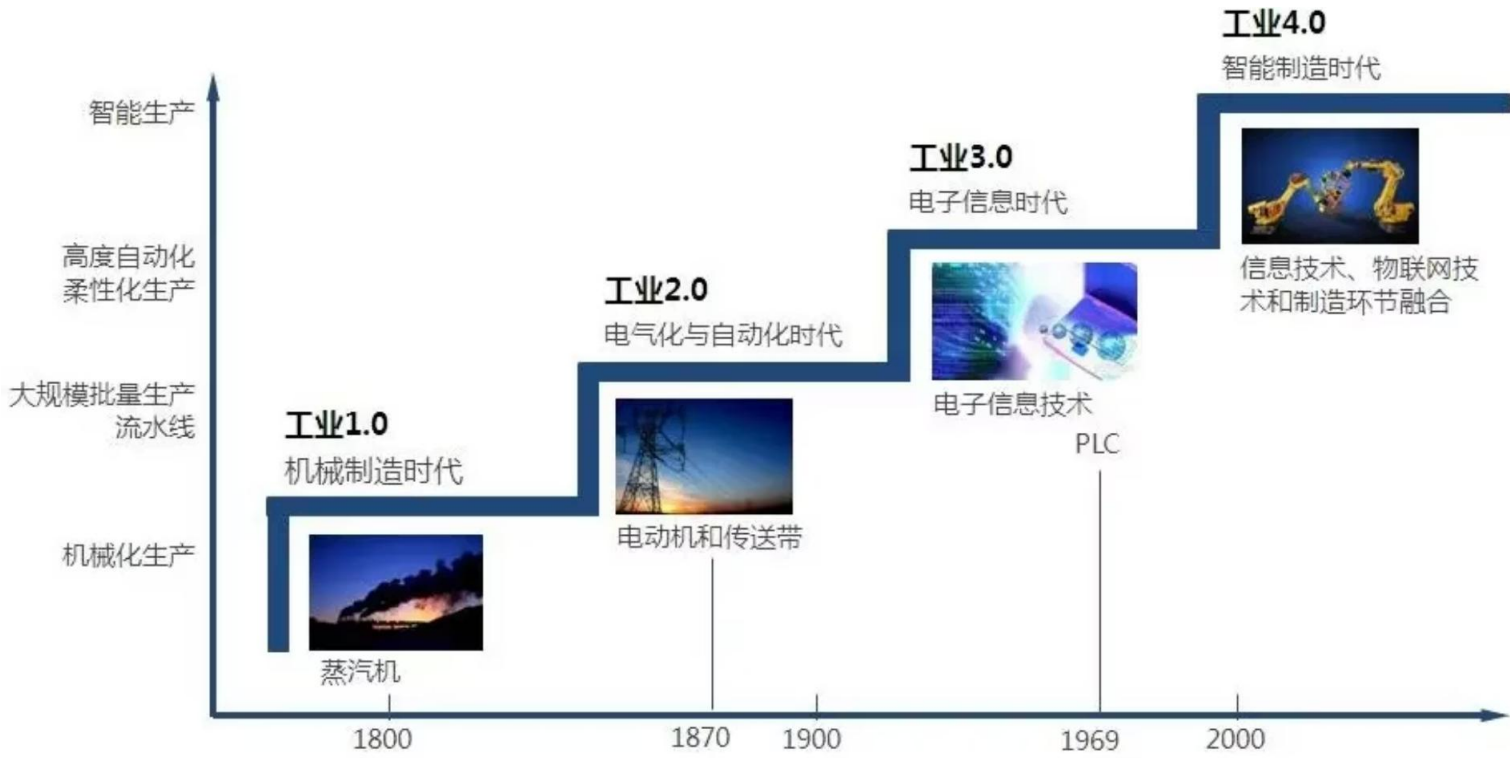 工业4.0
智能制造时代
智能生产
工业3.0
电子信息时代
高度自动化
柔性化生产
信息技术、物联网技
术和制造环节融合
工业2.0
电气化与自动化时代
大规模批量生产
流水线
电子信息技术
PLC
工业1.0
机械制造时代
电动机和传送带
机械化生产
蒸汽机
1800
1870
1900
1969
2000